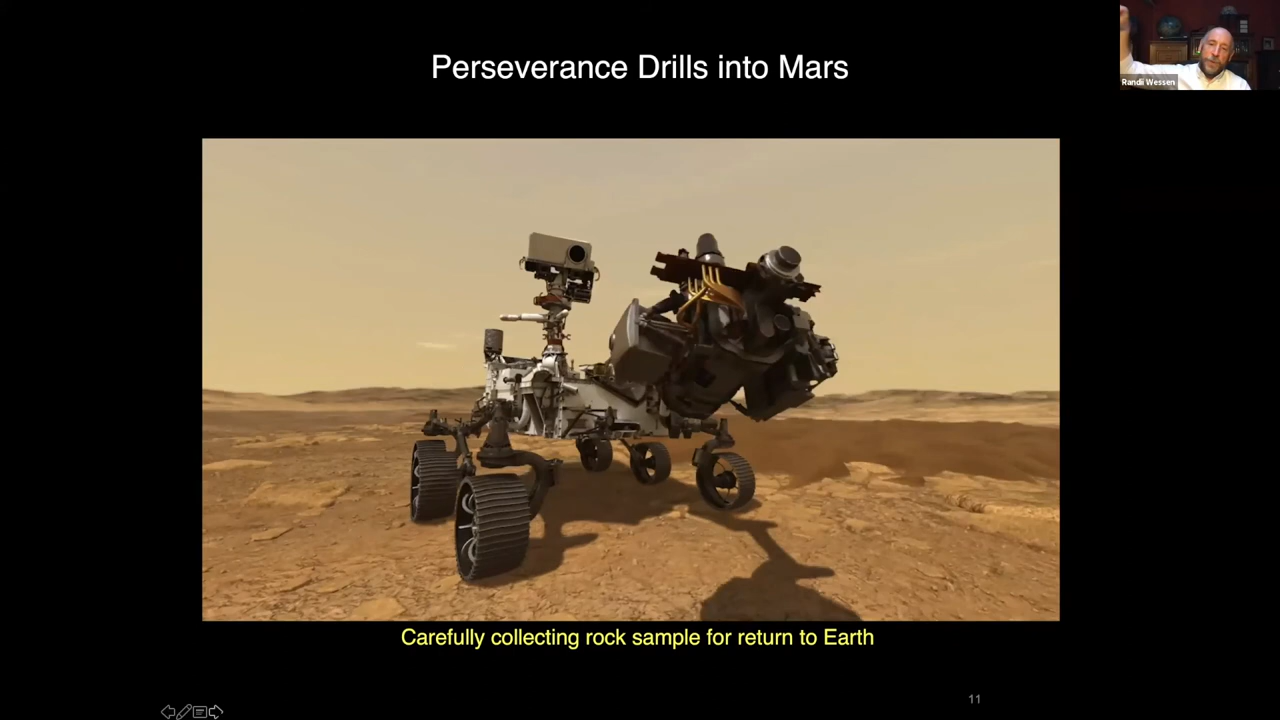 Perseverance Drills into Mars
Randii Wessen
Carefully collecting rock sample for return to Earth
11